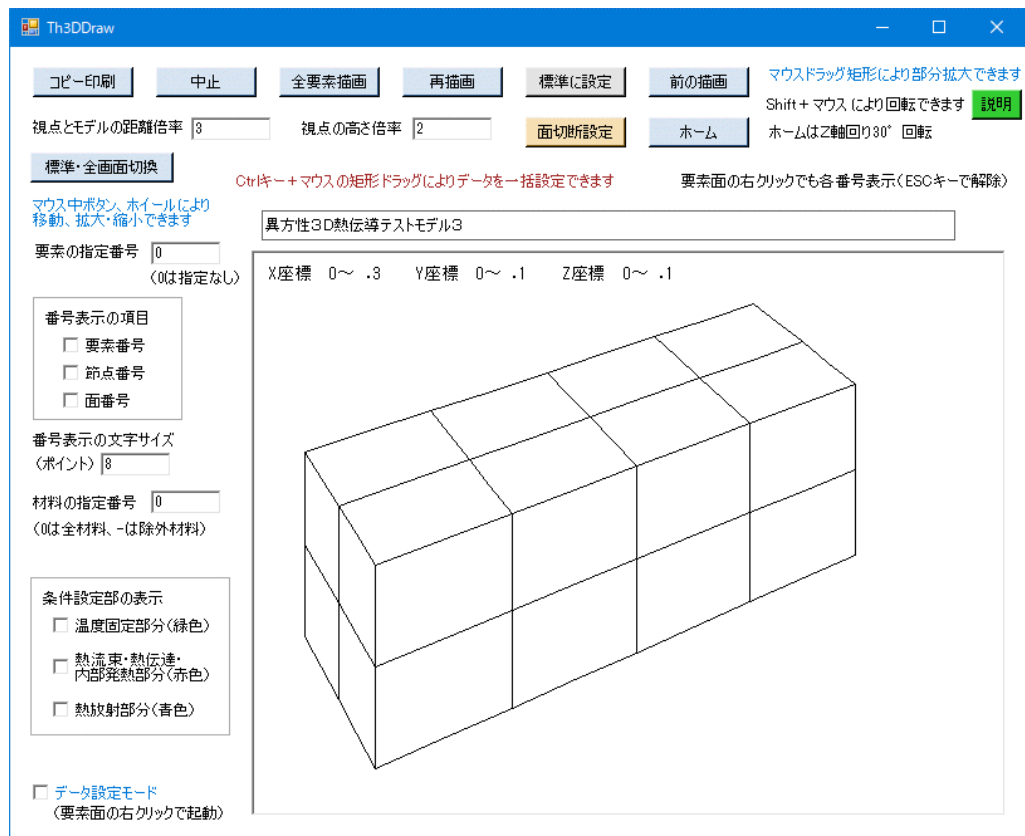 Th3DDraw
コピー印刷 中止 全要素描画 再描画 標準に設定 前の描画 マウスドラッグ矩形により部分拡大できます
Shift+マウスにより回転できます 説明
視点とモデルの距離倍率 3 視点の高さ倍率 2 面切断設定 ホーム ホームはZ軸回り30°回転
標準・全画面切換
Ctrlキー+マウスの矩形ドラッグによりデータを一括設定できます 要素面の右クリックでも各番号表示(ESCキーで解除)
マウス中ボタン、ホイールにより
移動、拡大・縮小できます
異方性3D熱伝導テストモデル3
要素の指定番号 0
(0は指定なし)
X座標 0〜 .3 Y座標 0〜 .1 Z座標 0〜 .1
番号表示の項目
要素番号
節点番号
面番号
番号表示の文字サイズ
(ポイント) 8
材料の指定番号 0
(0は全材料、-は除外材料)
条件設定部の表示
温度固定部分(緑色)
熱流束・熱伝達・
内部発熱部分(赤色)
熱放射部分(青色)
データ設定モード
(要素面の右クリックで起動)